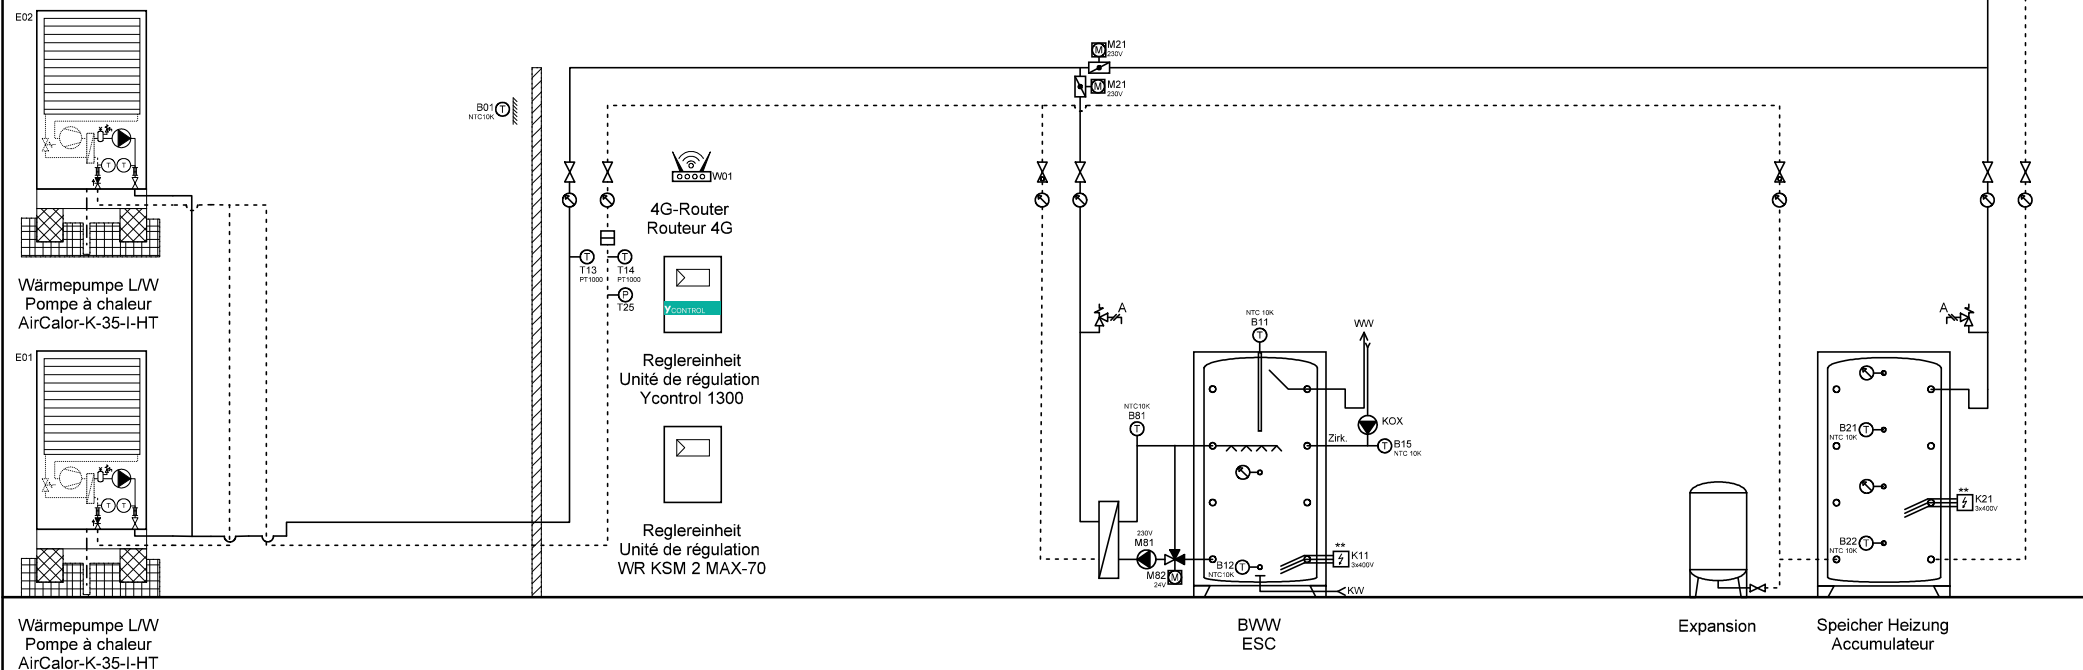 E02
Wärmepumpe L/W
Pompe à chaleur
AirCalor-K-35-I-HT
E01
Wärmepumpe L/W
Pompe à chaleur
AirCalor-K-35-I-HT
B01
T
NTC10K
W01
4G-Router
Routeur 4G
T
T13
PT1000
T
T14
PT1000
P
T25
YCONTROL
Reglereinheit
Unité de régulation
Ycontrol 1300
Reglereinheit
Unité de régulation
WR KSM 2 MAX-70
M
M21
230V
M
M21
230V
A
NTC 10K
B11
T
WW
NTC10K
B81
T
KOX
Zirk.
T
B15
NTC 10K
230V
M81
M82
24V
M
B12
T
NTC10K
**
K11
3x400V
KW
BWW
ESC
Expansion
A
B21
T
NTC 10K
**
K21
3x400V
B22
T
NTC 10K
Speicher Heizung
Accumulateur
T
T
T
T